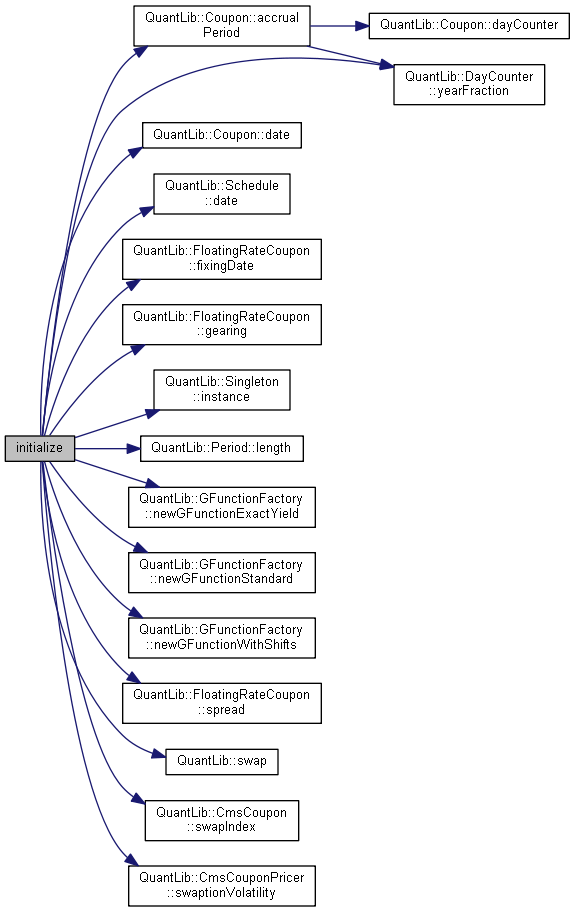 QuantLib::Coupon::accrual
Period
QuantLib::Coupon::dayCounter
QuantLib::DayCounter
::yearFraction
QuantLib::Coupon::date
QuantLib::Schedule
::date
QuantLib::FloatingRateCoupon
::fixingDate
QuantLib::FloatingRateCoupon
::gearing
QuantLib::Singleton
::instance
initialize
QuantLib::Period::length
QuantLib::GFunctionFactory
::newGFunctionExactYield
QuantLib::GFunctionFactory
::newGFunctionStandard
QuantLib::GFunctionFactory
::newGFunctionWithShifts
QuantLib::FloatingRateCoupon
::spread
QuantLib::swap
QuantLib::CmsCoupon
::swapIndex
QuantLib::CmsCouponPricer
::swaptionVolatility